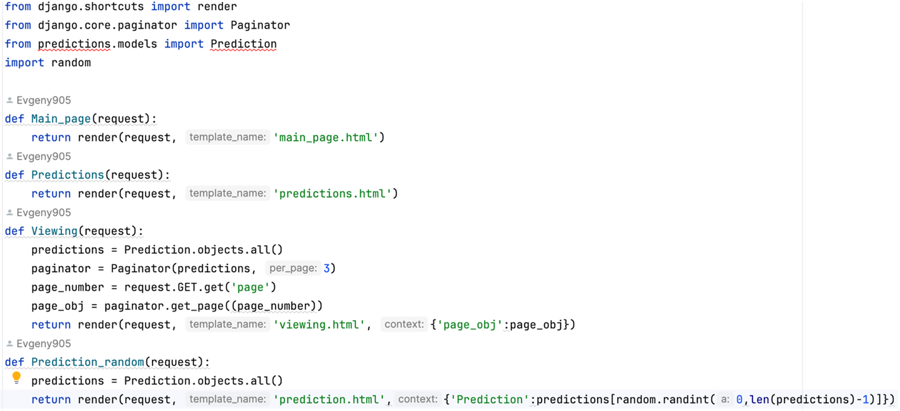 from django.shortcuts import render
from django.core.paginator import Paginator
from predictions.models import Prediction
import random
Evgeny905
def Main_page(request):
    return render(request, template_name: 'main_page.html')
Evgeny905
def Predictions(request):
    return render(request, template_name: 'predictions.html')
Evgeny905
def Viewing(request):
    predictions = Prediction.objects.all()
    paginator = Paginator(predictions, per_page: 3)
    page_number = request.GET.get('page')
    page_obj = paginator.get_page((page_number))
    return render(request, template_name: 'viewing.html', context: {'page_obj':page_obj})
Evgeny905
def Prediction_random(request):
    predictions = Prediction.objects.all()
    return render(request, template_name: 'prediction.html', context: {'Prediction':predictions[random.randint( a: 0,len(predictions)-1)]})